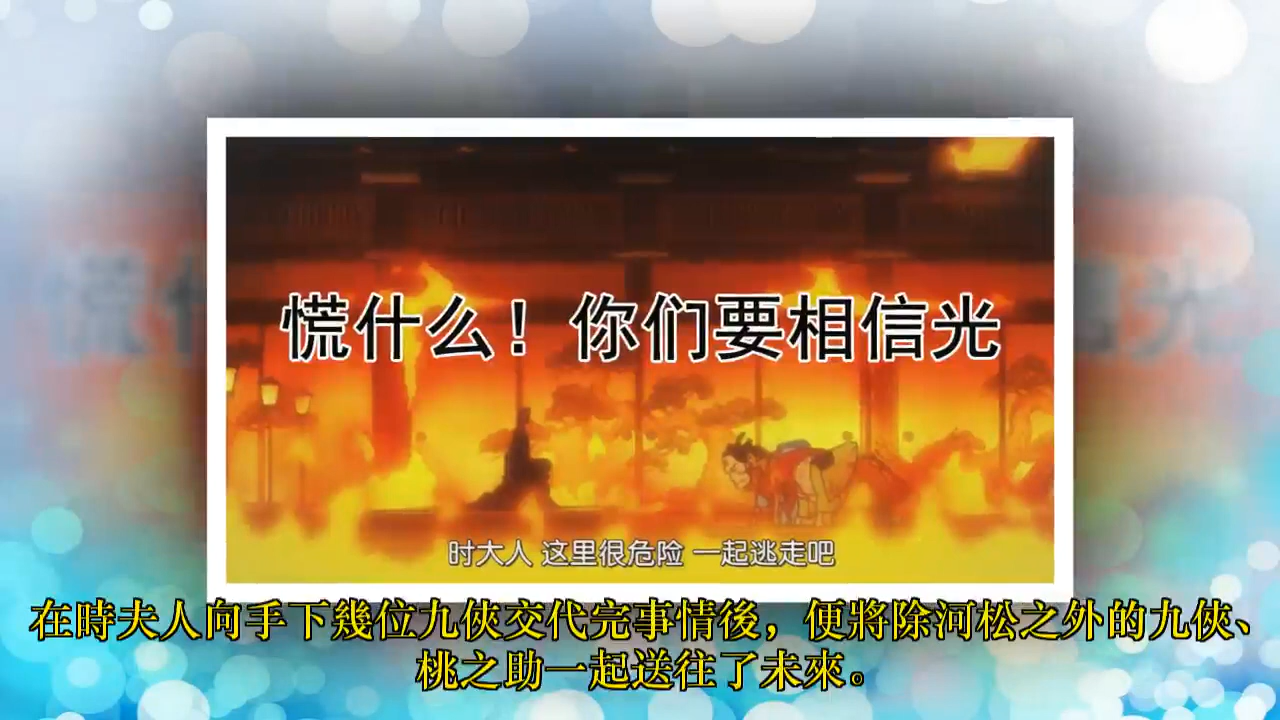 慌什么！你们要相信光
时大人 这里很危险 一起逃走吧
在時夫人向手下幾位九俠交代完事情後，便將除河松之外的九俠、
桃之助一起送往了未來。